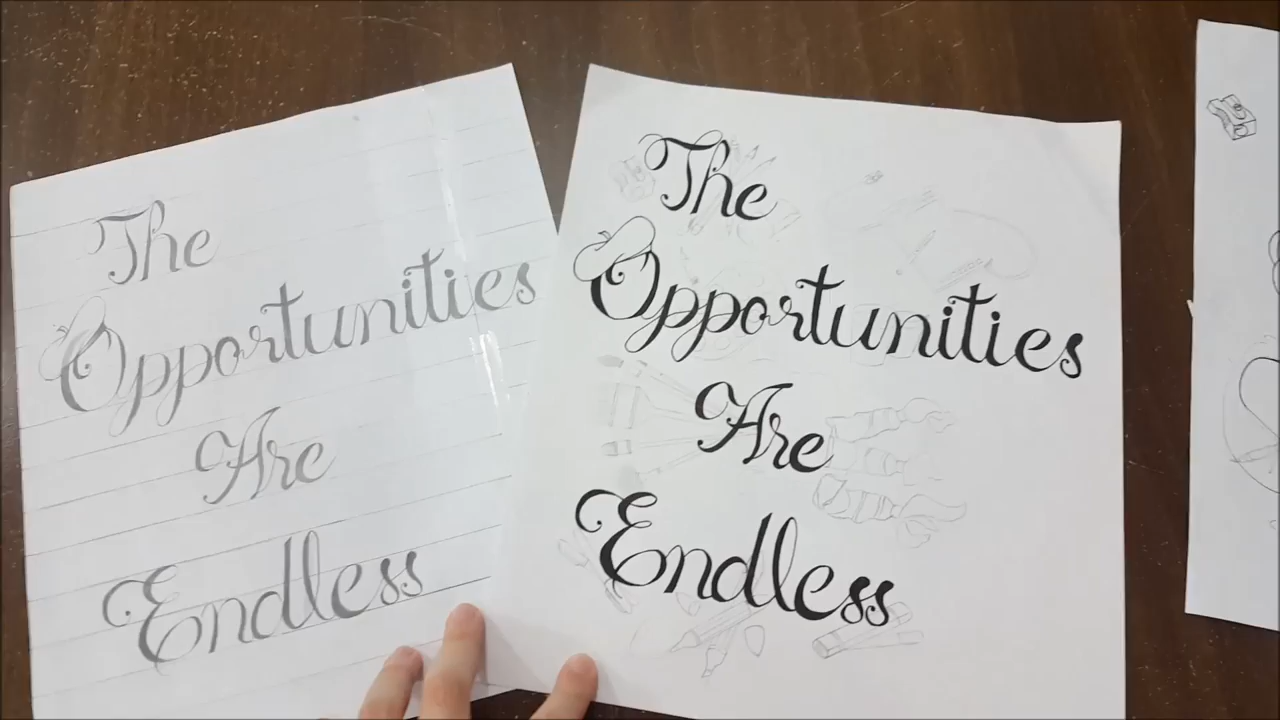 The
Opportunities
Are
Endless
The
Opportunities
Are
Endless